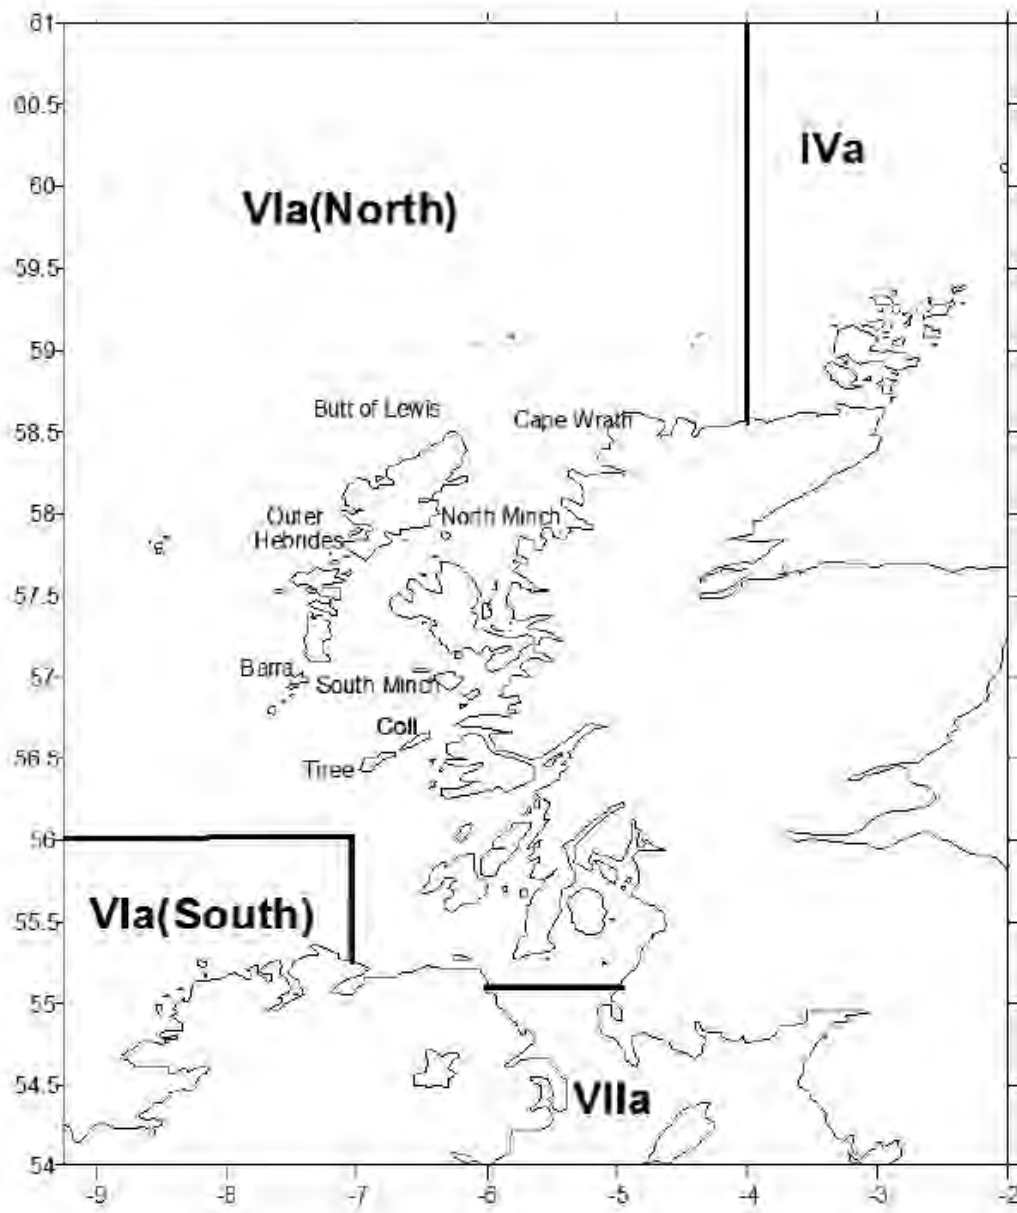 61
60.5
IVa
60
VIa(North)
59.5
59
Butt of Lewis
Cape Wrath
58.5
58
Outer
Hebrides
North Minch
57.5
Barra
57
South Minch
Coll
56.5
Tiree
56
VIa(South)
55.5
55
54.5
VIIa
54
-9
-8
-7
-6
-5
-4
-3
-2